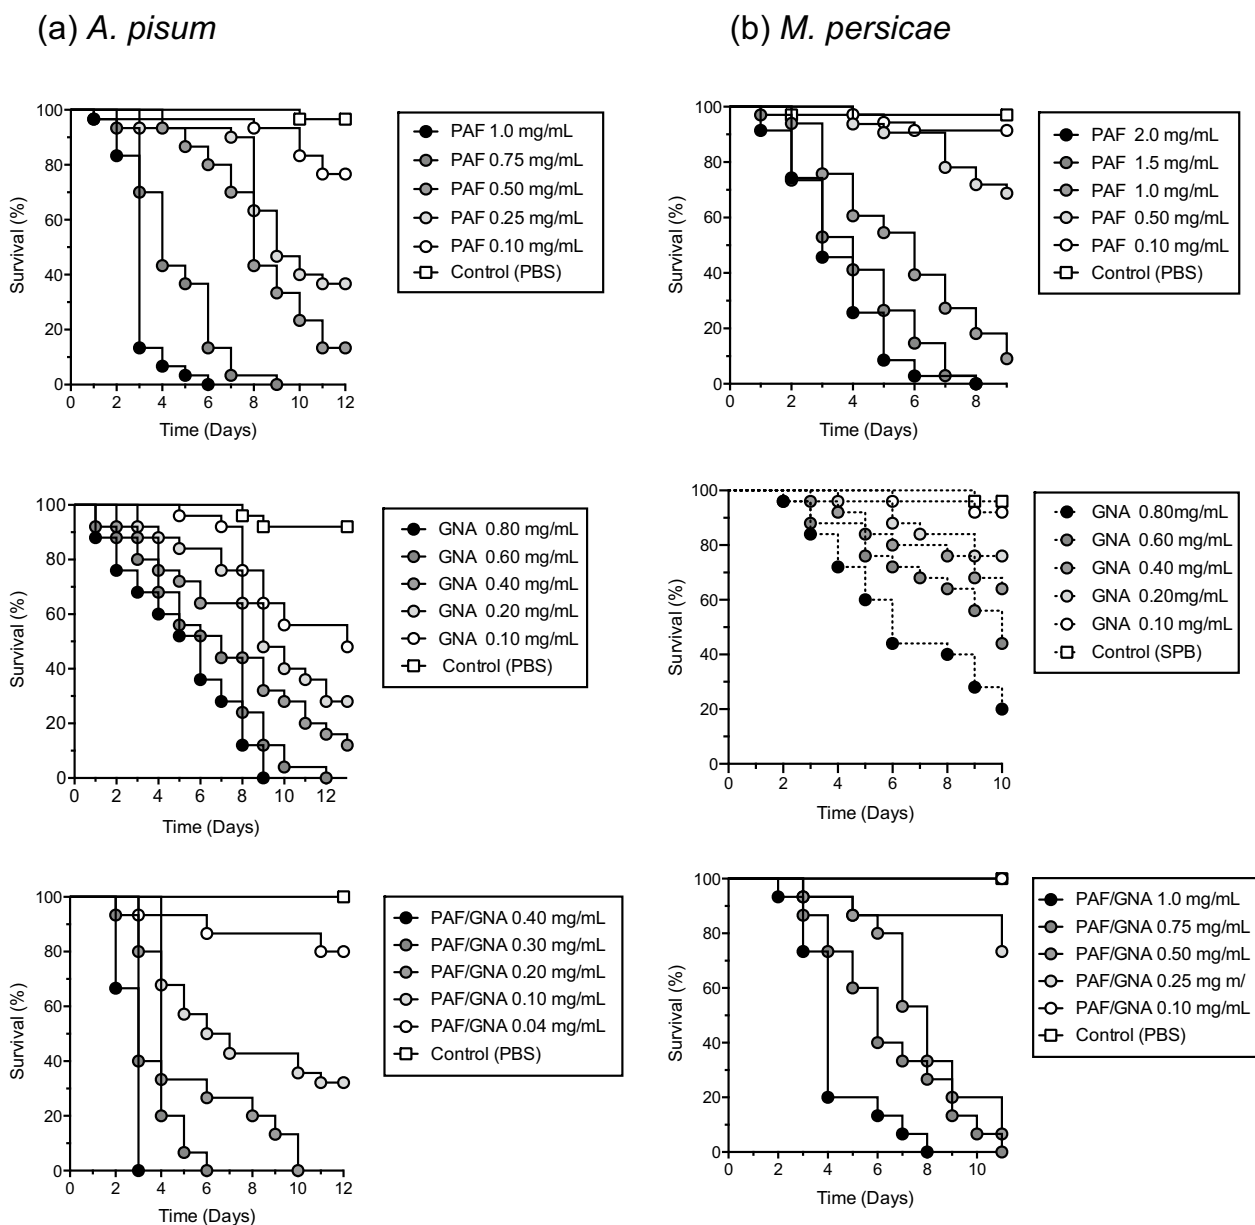 (a) A. pisum
(b) M. persicae
100
80
60
40
20
0
Survival (%)
0 2 4 6 8 10 12
Time (Days)
PAF 1.0 mg/mL
PAF 0.75 mg/mL
PAF 0.50 mg/mL
PAF 0.25 mg/mL
PAF 0.10 mg/mL
Control (PBS)
100
80
60
40
20
0
Survival (%)
0 2 4 6 8
Time (Days)
PAF 2.0 mg/mL
PAF 1.5 mg/mL
PAF 1.0 mg/mL
PAF 0.50 mg/mL
PAF 0.10 mg/mL
Control (PBS)
100
80
60
40
20
0
Survival (%)
0 2 4 6 8 10 12
Time (Days)
GNA 0.80 mg/mL
GNA 0.60 mg/mL
GNA 0.40 mg/mL
GNA 0.20 mg/mL
GNA 0.10 mg/mL
Control (PBS)
100
80
60
40
20
0
Survival (%)
0 2 4 6 8 10
Time (Days)
GNA 0.80mg/mL
GNA 0.60 mg/mL
GNA 0.40 mg/mL
GNA 0.20mg/mL
GNA 0.10 mg/mL
Control (SPB)
100
80
60
40
20
0
Survival (%)
0 2 4 6 8 10 12
Time (Days)
PAF/GNA 0.40 mg/mL
PAF/GNA 0.30 mg/mL
PAF/GNA 0.20 mg/mL
PAF/GNA 0.10 mg/mL
PAF/GNA 0.04 mg/mL
Control (PBS)
100
80
60
40
20
0
Survival (%)
2 4 6 8 10
Time (Days)
PAF/GNA 1.0 mg/mL
PAF/GNA 0.75 mg/mL
PAF/GNA 0.50 mg/mL
PAF/GNA 0.25 mg m/
PAF/GNA 0.10 mg/mL
Control (PBS)